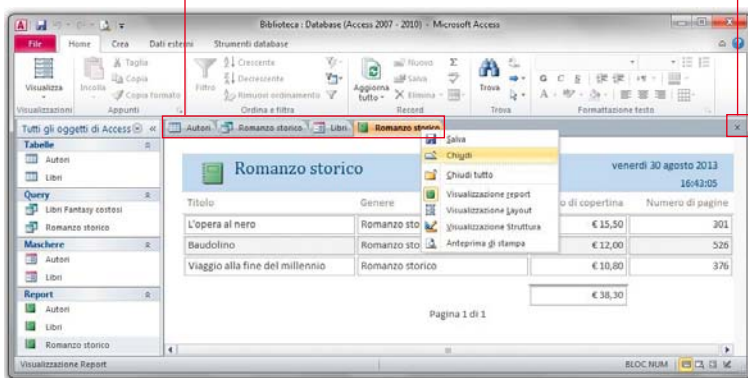 Biblioteca : Database (Access 2007 - 2010) - Microsoft Access
File Home Crea Dati esterni Strumenti database
Visualizza
Incolla
Taglia
Copia
Copia formato
Filtro
Crescente
Decrescente
Rimuovi ordinamento
Aggiorna tutto
Nuovo
Salva
Elimina
Trova
G C S
Visualizzazioni Appunti Ordina e filtra Record Trova Formattazione testo
Tutti gli oggetti di Access
Autori Romanzo storico Libri Romanzo storico
Tabelle
Autori
Libri
Query
Libri Fantasy costosi
Romanzo storico
Maschere
Autori
Libri
Report
Autori
Libri
Romanzo storico
Salva
Chiudi
Chiudi tutto
Visualizzazione report
Visualizzazione Layout
Visualizzazione Struttura
Anteprima di stampa
Romanzo storico
venerdì 30 agosto 2013
16:43:05
Titolo Genere o di copertina Numero di pagine
L'opera al nero Romanzo sto € 15,50 301
Baudolino Romanzo sto € 12,00 526
Viaggio alla fine del millennio Romanzo storico € 10,80 376
€ 38,30
Pagina 1 di 1
Visualizzazione Report BLOC NUM